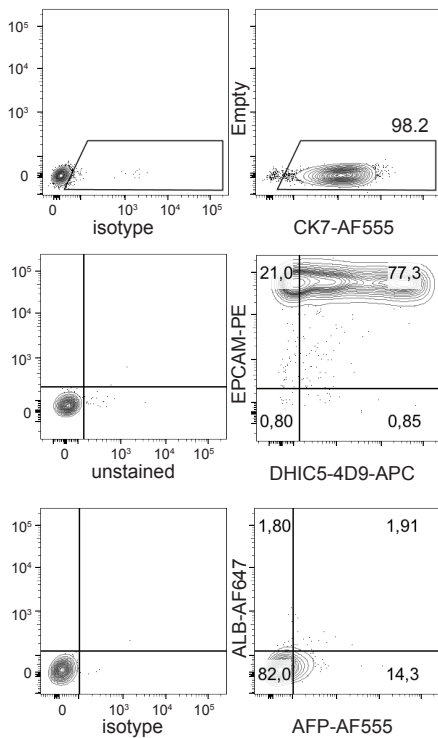 10⁵
10⁴
10³
0
0 10³ 10⁴ 10⁵
isotype
Empty
98.2
CK7-AF555
10⁵
10⁴
10³
0
0 10³ 10⁴ 10⁵
unstained
EPCAM-PE
21,0 77,3
0,80 0,85
DHIC5-4D9-APC
10⁵
10⁴
10³
0
0 10³ 10⁴ 10⁵
isotype
ALB-AF647
1,80 1,91
82,0 14,3
AFP-AF555